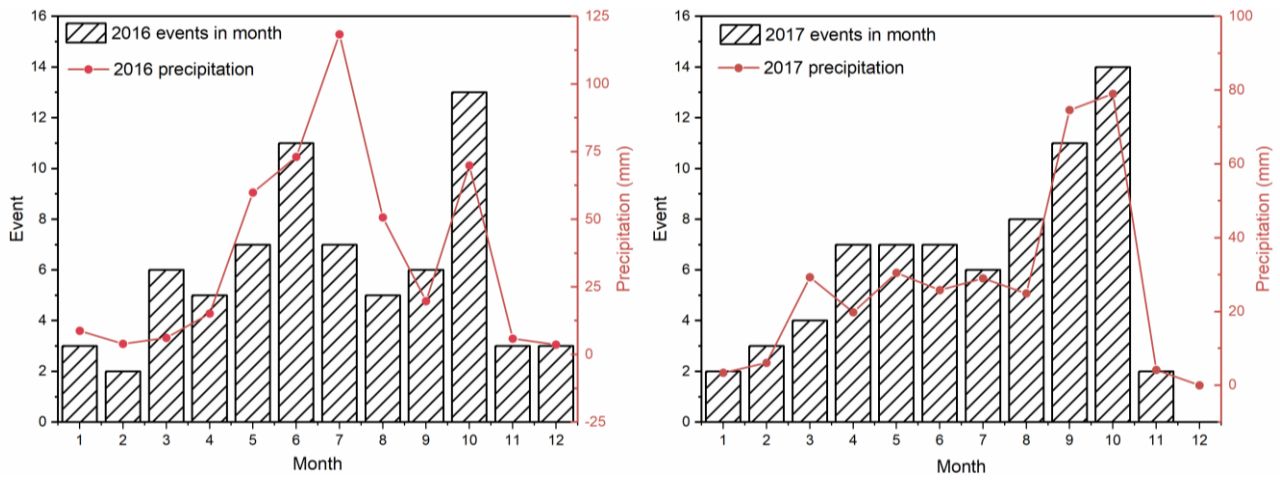 2016 events in month
2016 precipitation
Event
16
14
12
10
8
6
4
2
0
125
100
75
50
25
0
-25
Precipitation (mm)
1 2 3 4 5 6 7 8 9 10 11 12
Month
2017 events in month
2017 precipitation
Event
16
14
12
10
8
6
4
2
0
100
80
60
40
20
0
Precipitation (mm)
1 2 3 4 5 6 7 8 9 10 11 12
Month